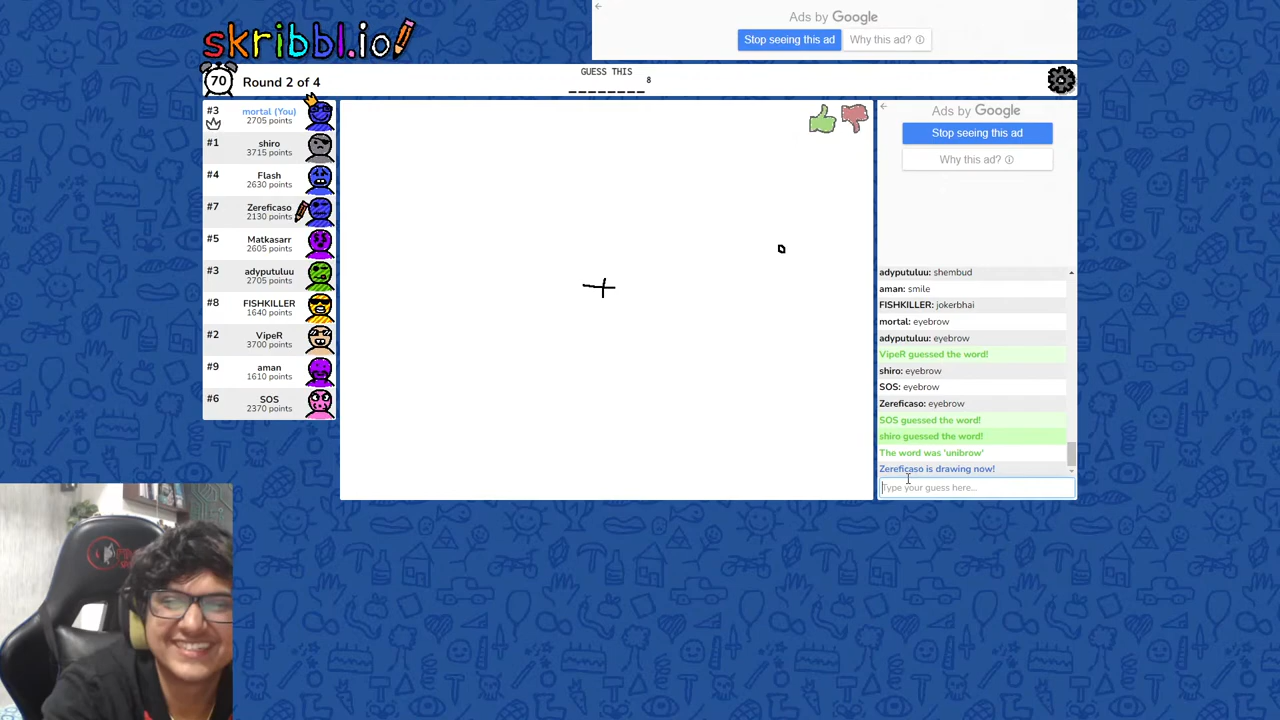 Ads by Google
Stop seeing this ad
Why this ad?
skribbl.io
70
Round 2 of 4
GUESS THIS
________ 8
#3
mortal (You)
2705 points
#1
shiro
3715 points
#4
Flash
2630 points
#7
Zereficaso
2130 points
#5
Matkasarr
2605 points
#3
adyputuluu
2705 points
#8
FISHKILLER
1640 points
#2
VipeR
3700 points
#9
aman
1610 points
#6
SOS
2370 points
Ads by Google
Stop seeing this ad
Why this ad?
adyputuluu: shembud
aman: smile
FISHKILLER: jokerbhai
mortal: eyebrow
adyputuluu: eyebrow
VipeR guessed the word!
shiro: eyebrow
SOS: eyebrow
Zereficaso: eyebrow
SOS guessed the word!
shiro guessed the word!
The word was 'unibrow'
Zereficaso is drawing now!
Type your guess here...